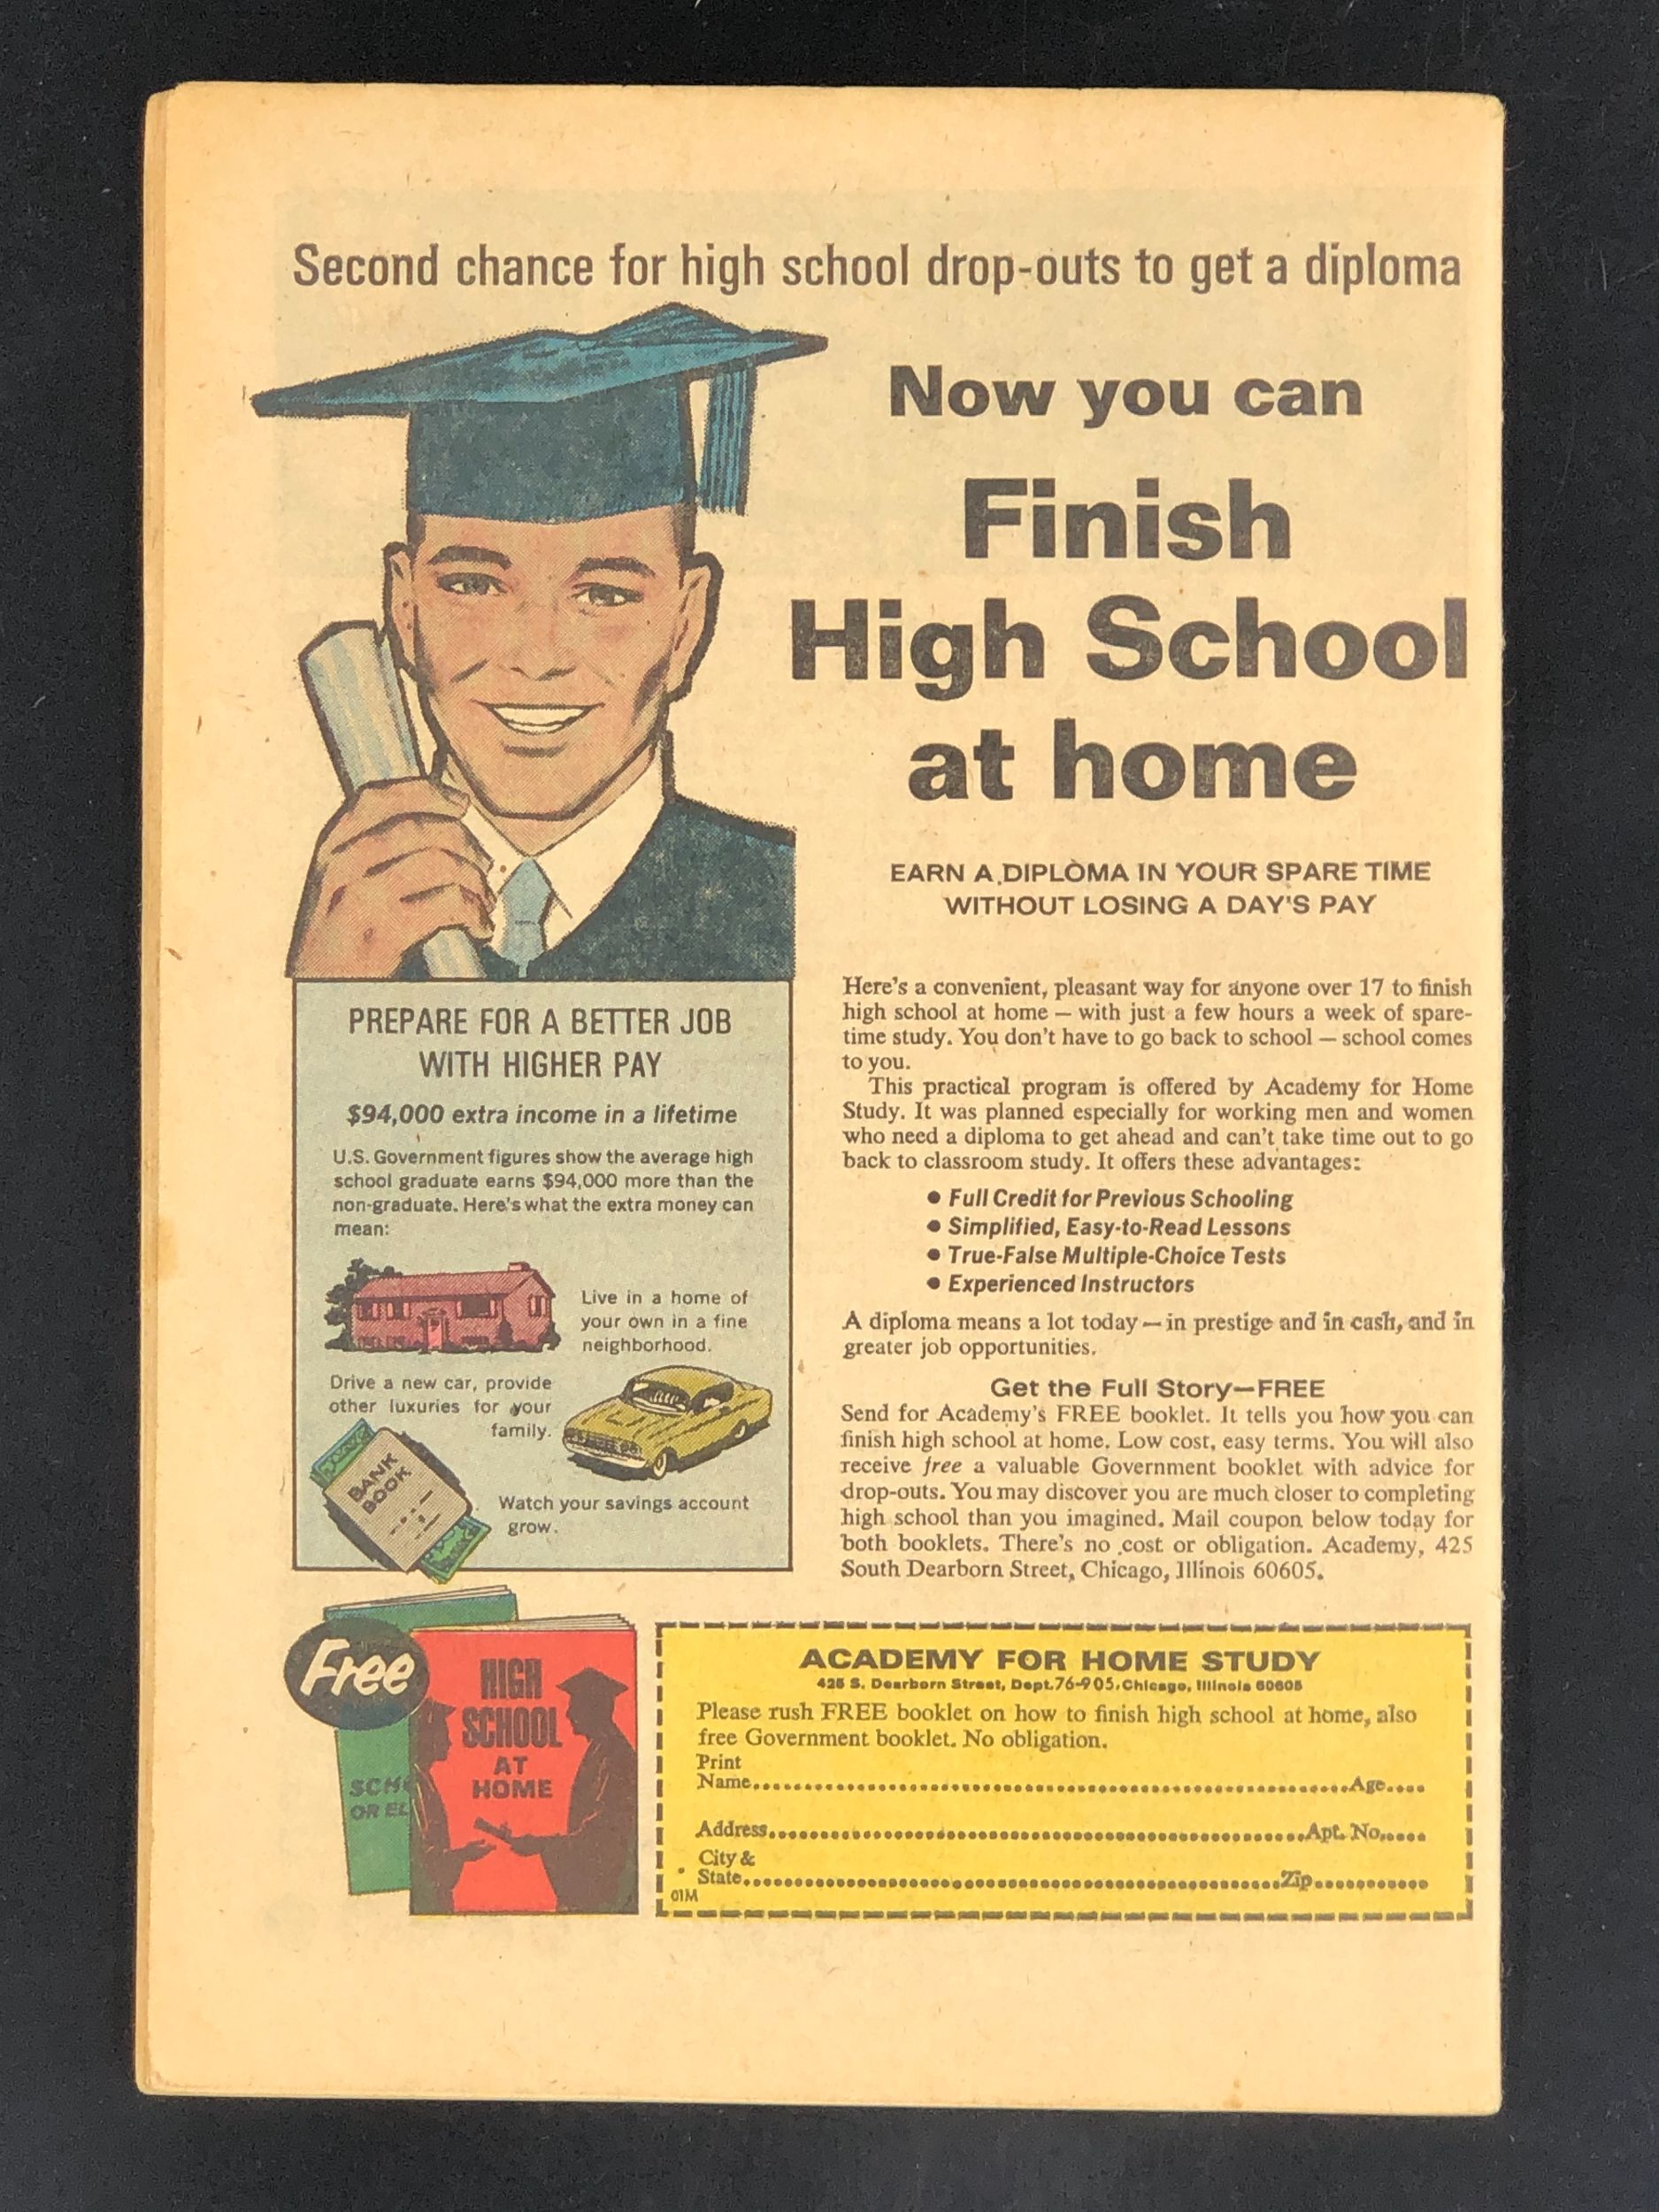 Second chance for high school drop-outs to get a diploma
Now you can
Finish
High School
at home
EARN A DIPLOMA IN YOUR SPARE TIME
WITHOUT LOSING A DAY'S PAY
PREPARE FOR A BETTER JOB
WITH HIGHER PAY
$94,000 extra income in a lifetime
U.S. Government figures show the average high
school graduate earns $94,000 more than the
non-graduate. Here's what the extra money can
mean:
Live in a home of
your own in a fine
neighborhood.
Drive a new car, provide
other luxuries for your
family.
BANK
BOOK
Watch your savings account
grow.
Here's a convenient, pleasant way for anyone over 17 to finish
high school at home — with just a few hours a week of spare-
time study. You don't have to go back to school — school comes
to you.
This practical program is offered by Academy for Home
Study. It was planned especially for working men and women
who need a diploma to get ahead and can't take time out to go
back to classroom study. It offers these advantages:
● Full Credit for Previous Schooling
● Simplified, Easy-to-Read Lessons
● True-False Multiple-Choice Tests
● Experienced Instructors
A diploma means a lot today — in prestige and in cash, and in
greater job opportunities.
Get the Full Story—FREE
Send for Academy's FREE booklet. It tells you how you can
finish high school at home. Low cost, easy terms. You will also
receive free a valuable Government booklet with advice for
drop-outs. You may discover you are much closer to completing
high school than you imagined. Mail coupon below today for
both booklets. There's no cost or obligation. Academy, 425
South Dearborn Street, Chicago, Illinois 60605.
Free
SCH
OR EL
HIGH
SCHOOL
AT
HOME
ACADEMY FOR HOME STUDY
425 S. Dearborn Street, Dept. 76-905, Chicago, Illinois 60605
Please rush FREE booklet on how to finish high school at home, also
free Government booklet. No obligation.
Print
Name.....Age....
Address.....Apt. No.....
City &
State.....Zip.....
01M